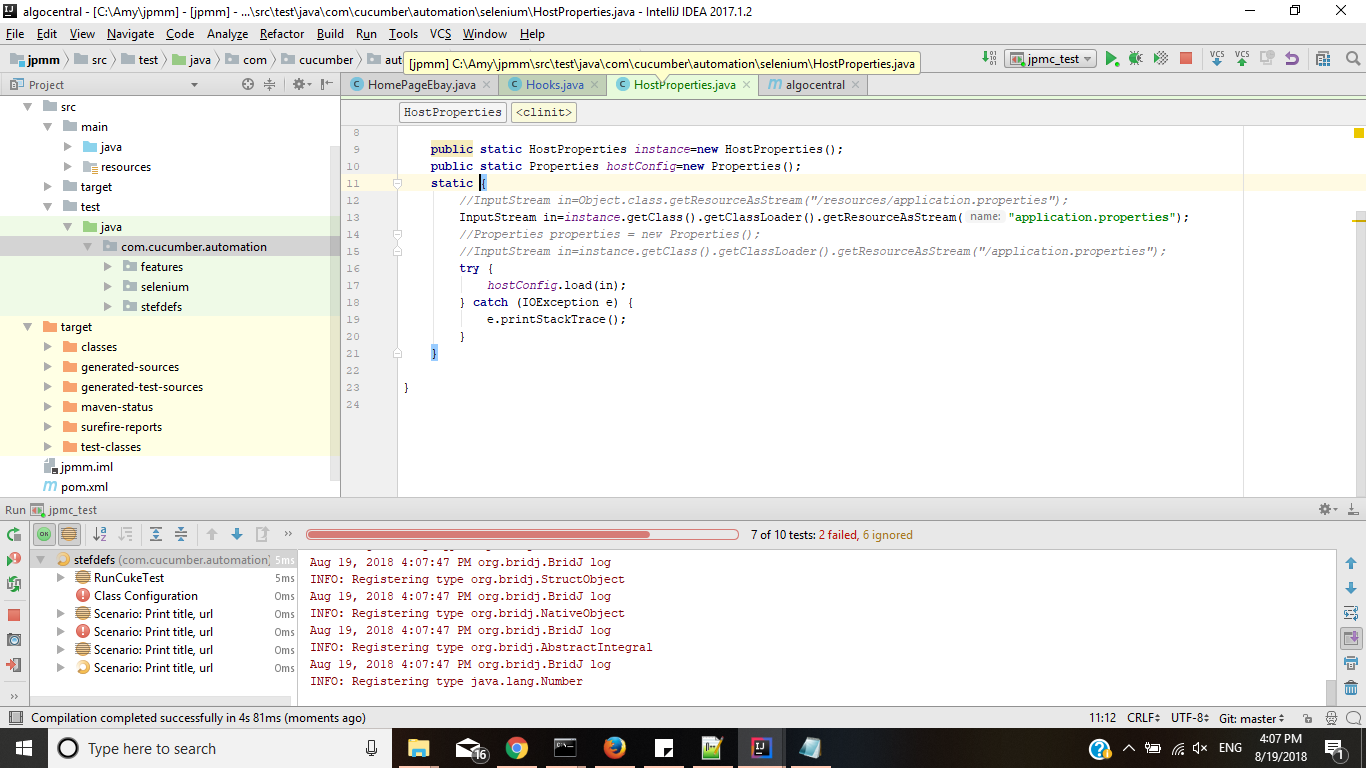 algocentral - [C:\Amy\jpmm] - [jpmm] - ...\src\test\java\com\cucumber\automation\selenium\HostProperties.java - IntelliJ IDEA 2017.1.2
File Edit View Navigate Code Analyze Refactor Build Run Tools VCS Window Help
jpmm src test java com cucumber aut
[jpmm] C:\Amy\jpmm\src\test\java\com\cucumber\automation\selenium\HostProperties.java
jpmc_test VCS VCS
Project
HomePageEbay.java Hooks.java HostProperties.java algocentral
HostProperties <clinit>
src
main
java
resources
target
test
java
com.cucumber.automation
features
selenium
stefdefs
target
classes
generated-sources
generated-test-sources
maven-status
surefire-reports
test-classes
jpmm.iml
pom.xml
8
9 public static HostProperties instance=new HostProperties();
10 public static Properties hostConfig=new Properties();
11 static {
12 //InputStream in=Object.class.getResourceAsStream("/resources/application.properties");
13 InputStream in=instance.getClass().getClassLoader().getResourceAsStream( name: "application.properties");
14 //Properties properties = new Properties();
15 //InputStream in=instance.getClass().getClassLoader().getResourceAsStream("/application.properties");
16 try {
17 hostConfig.load(in);
18 } catch (IOException e) {
19 e.printStackTrace();
20 }
21 }
22
23 }
24
Run jpmc_test
7 of 10 tests: 2 failed, 6 ignored
stefdefs (com.cucumber.automation) 5ms
RunCukeTest 5ms
Class Configuration 0ms
Scenario: Print title, url 0ms
Scenario: Print title, url 0ms
Scenario: Print title, url 0ms
Scenario: Print title, url 0ms
Aug 19, 2018 4:07:47 PM org.bridj.BridJ log
INFO: Registering type org.bridj.StructObject
Aug 19, 2018 4:07:47 PM org.bridj.BridJ log
INFO: Registering type org.bridj.NativeObject
Aug 19, 2018 4:07:47 PM org.bridj.BridJ log
INFO: Registering type org.bridj.AbstractIntegral
Aug 19, 2018 4:07:47 PM org.bridj.BridJ log
INFO: Registering type java.lang.Number
Compilation completed successfully in 4s 81ms (moments ago)
11:12 CRLF UTF-8 Git: master
Type here to search
16
ENG
4:07 PM
8/19/2018
1